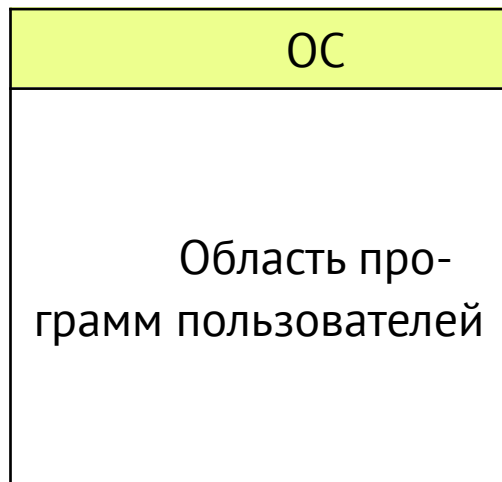 ОС
Область про-
грамм пользователей